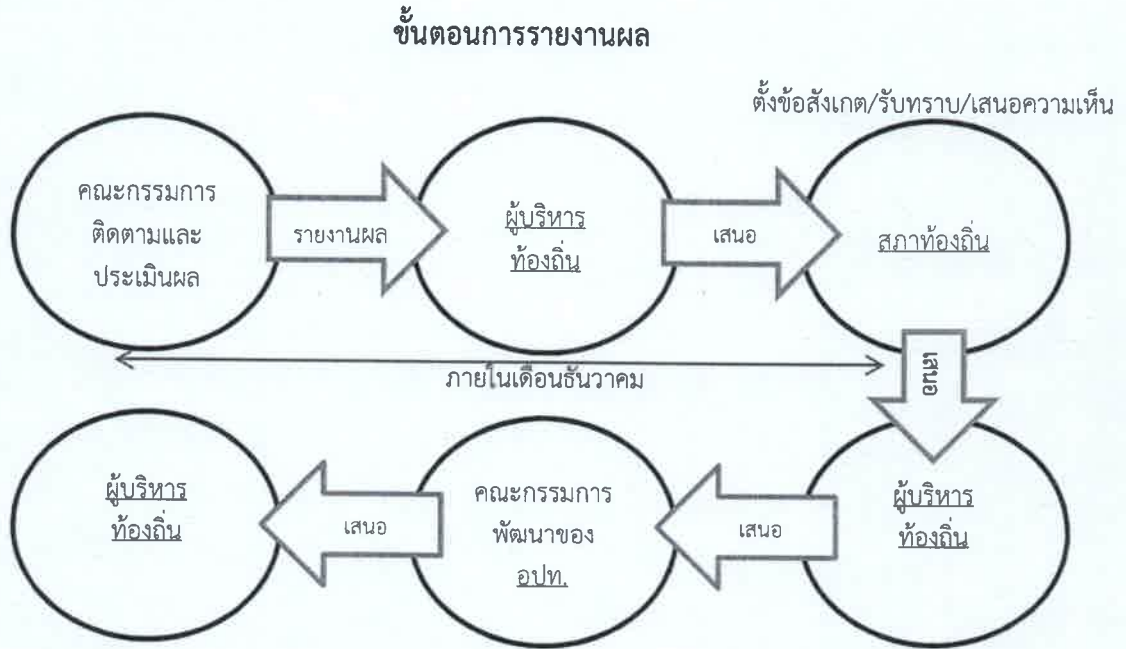 ขั้นตอนการรายงานผล
ตั้งข้อสังเกต/รับทราบ/เสนอความเห็น
คณะกรรมการ
ติดตามและ
ประเมินผล
รายงานผล
ผู้บริหาร
ท้องถิ่น
เสนอ
สภาท้องถิ่น
ภายในเดือนธันวาคม
เสนอ
ผู้บริหาร
ท้องถิ่น
เสนอ
คณะกรรมการ
พัฒนาของ
อปท.
เสนอ
ผู้บริหาร
ท้องถิ่น